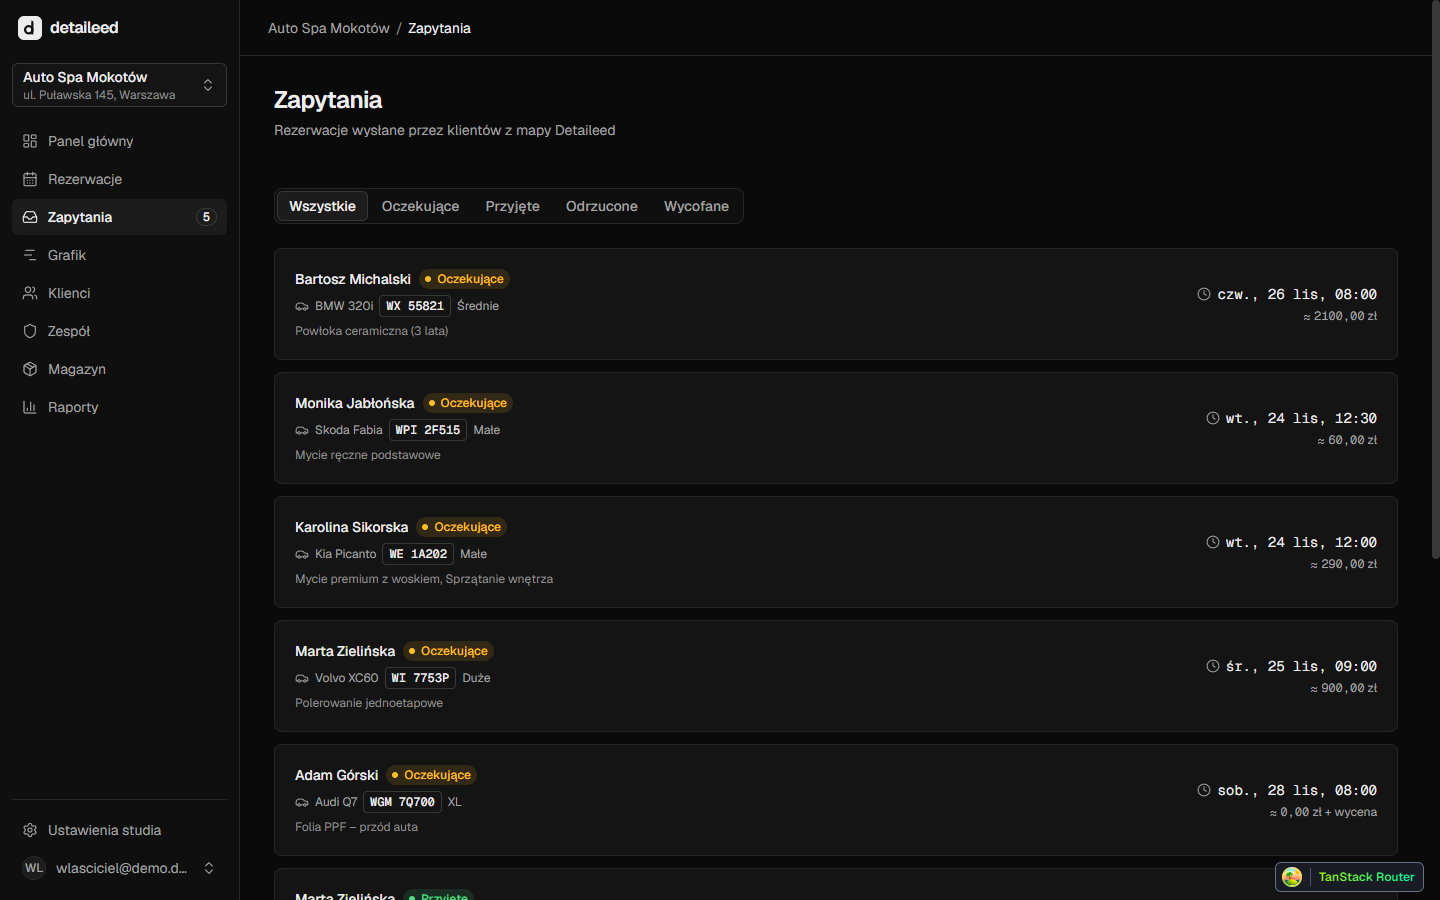 detaileed
Auto Spa Mokotów
ul. Puławska 145, Warszawa
Panel główny
Rezerwacje
Zapytania 5
Grafik
Klienci
Zespół
Magazyn
Raporty
Ustawienia studia
WL wlasciciel@demo.d...
Auto Spa Mokotów / Zapytania
Zapytania
Rezerwacje wysłane przez klientów z mapy Detaileed
Wszystkie Oczekujące Przyjęte Odrzucone Wycofane
Bartosz Michalski Oczekujące
BMW 320i WX 55821 Średnie
Powłoka ceramiczna (3 lata)
czw., 26 lis, 08:00
≈ 2100,00 zł
Monika Jabłońska Oczekujące
Skoda Fabia WPI 2F515 Małe
Mycie ręczne podstawowe
wt., 24 lis, 12:30
≈ 60,00 zł
Karolina Sikorska Oczekujące
Kia Picanto WE 1A202 Małe
Mycie premium z woskiem, Sprzątanie wnętrza
wt., 24 lis, 12:00
≈ 290,00 zł
Marta Zielińska Oczekujące
Volvo XC60 WI 7753P Duże
Polerowanie jednoetapowe
śr., 25 lis, 09:00
≈ 900,00 zł
Adam Górski Oczekujące
Audi Q7 WGM 7Q700 XL
Folia PPF – przód auta
sob., 28 lis, 08:00
≈ 0,00 zł + wycena
Marta Zielińska Przyjęte
TanStack Router